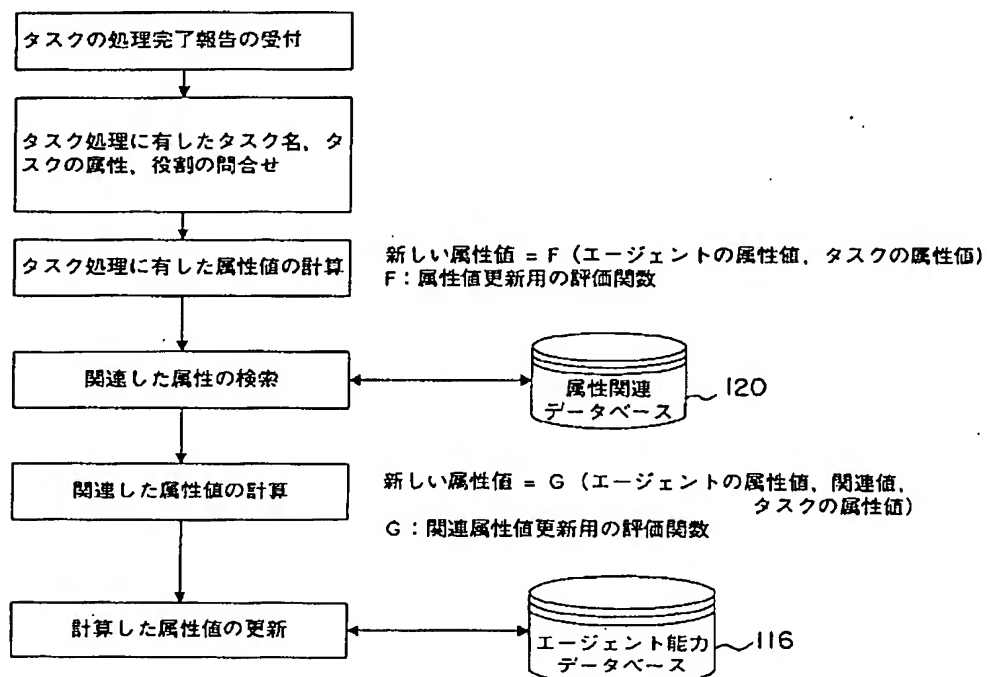 タスクの処理完了報告の受付
タスク処理に有したタスク名、タ
スクの属性、役割の問合せ
タスク処理に有した属性値の計算
新しい属性値 = F (エージェントの属性値、タスクの属性値)
F:属性値更新用の評価関数
関連した属性の検索
属性関連
データベース
120
関連した属性値の計算
新しい属性値 = G (エージェントの属性値、関連値、
タスクの属性値)
G:関連属性値更新用の評価関数
計算した属性値の更新
エージェント能力
データベース
116